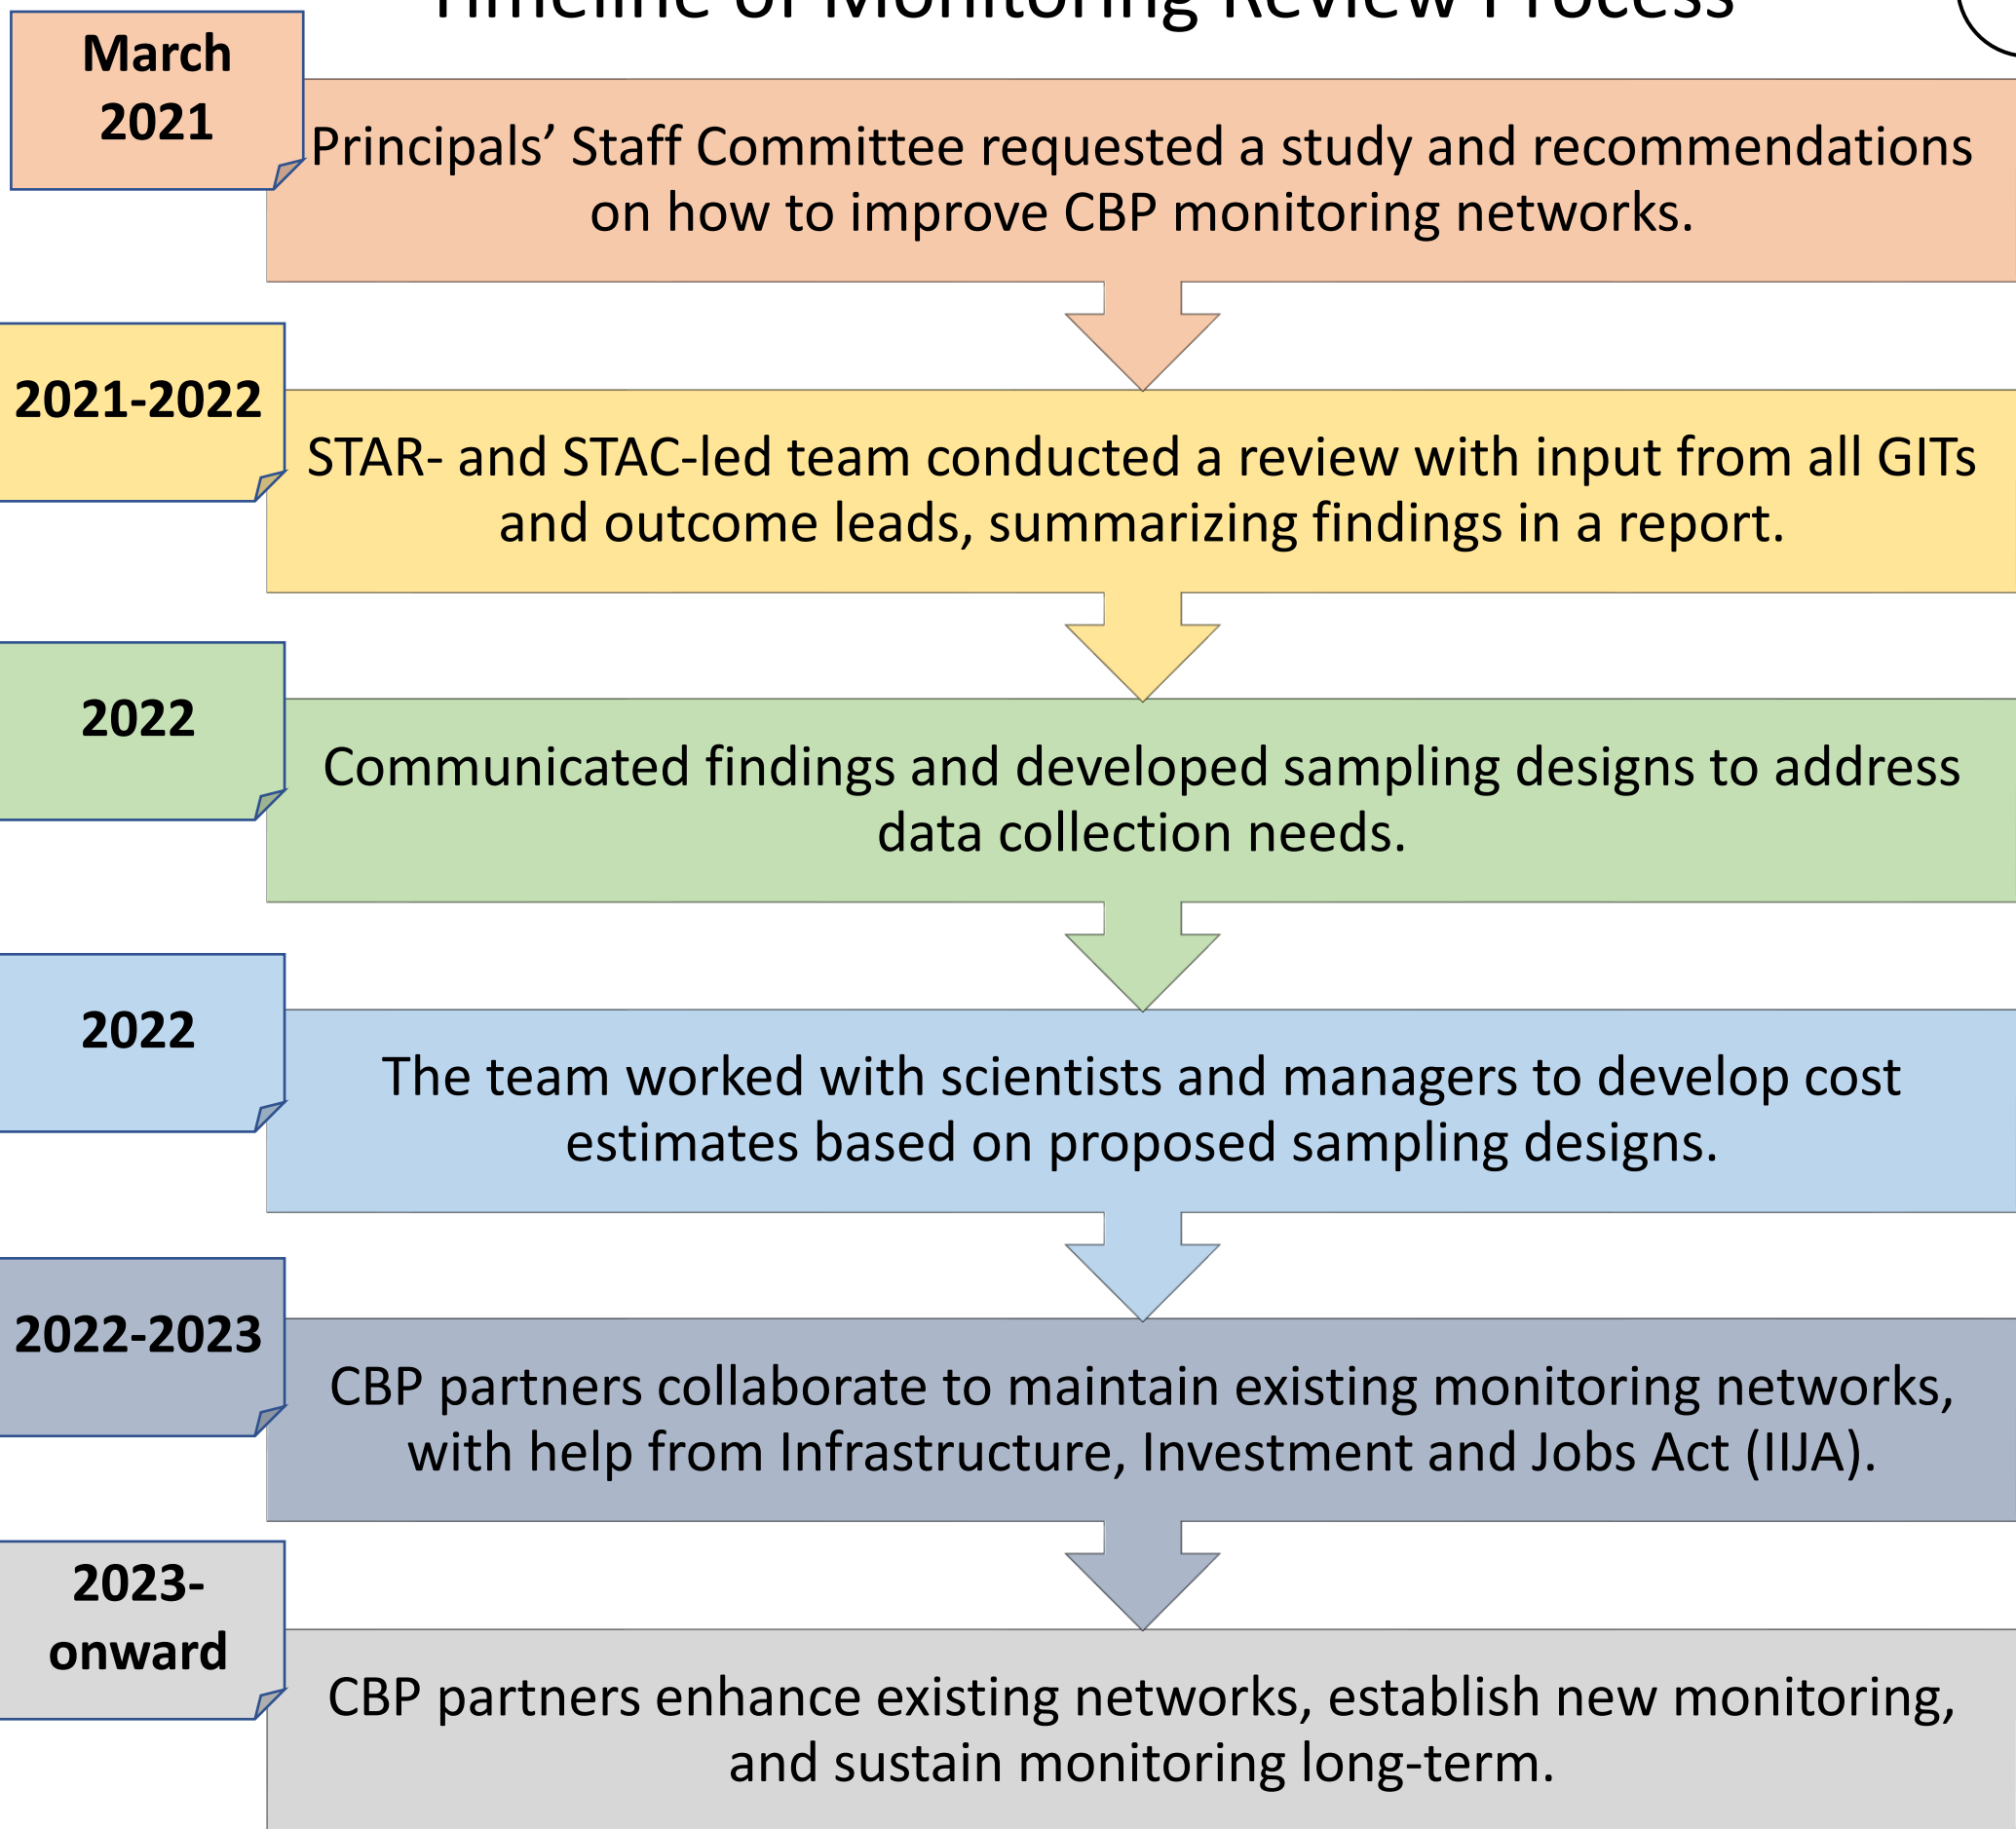 Timeline of Monitoring Review Process
March
2021
Principals’ Staff Committee requested a study and recommendations
on how to improve CBP monitoring networks.
2021-2022
STAR- and STAC-led team conducted a review with input from all GITs
and outcome leads, summarizing findings in a report.
2022
Communicated findings and developed sampling designs to address
data collection needs.
2022
The team worked with scientists and managers to develop cost
estimates based on proposed sampling designs.
2022-2023
CBP partners collaborate to maintain existing monitoring networks,
with help from Infrastructure, Investment and Jobs Act (IIJA).
2023-
onward
CBP partners enhance existing networks, establish new monitoring,
and sustain monitoring long-term.